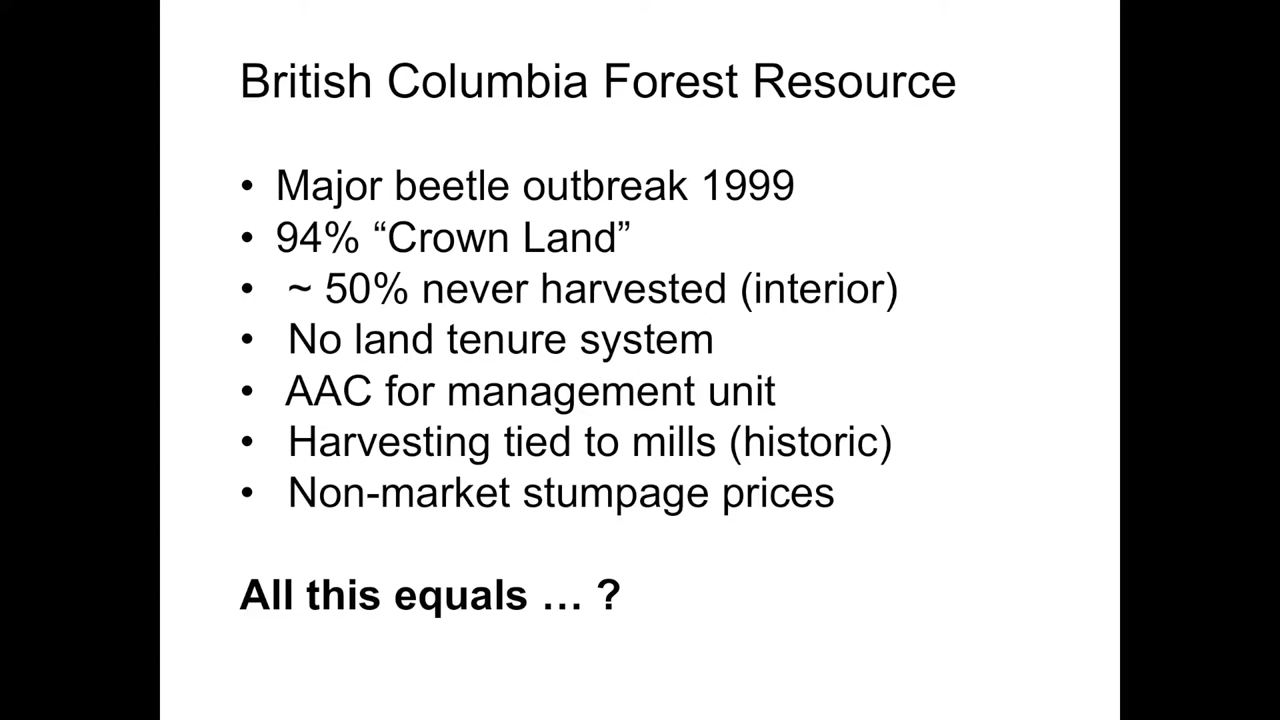 British Columbia Forest Resource
• Major beetle outbreak 1999
• 94% “Crown Land”
• ~ 50% never harvested (interior)
• No land tenure system
• AAC for management unit
• Harvesting tied to mills (historic)
• Non-market stumpage prices
All this equals … ?